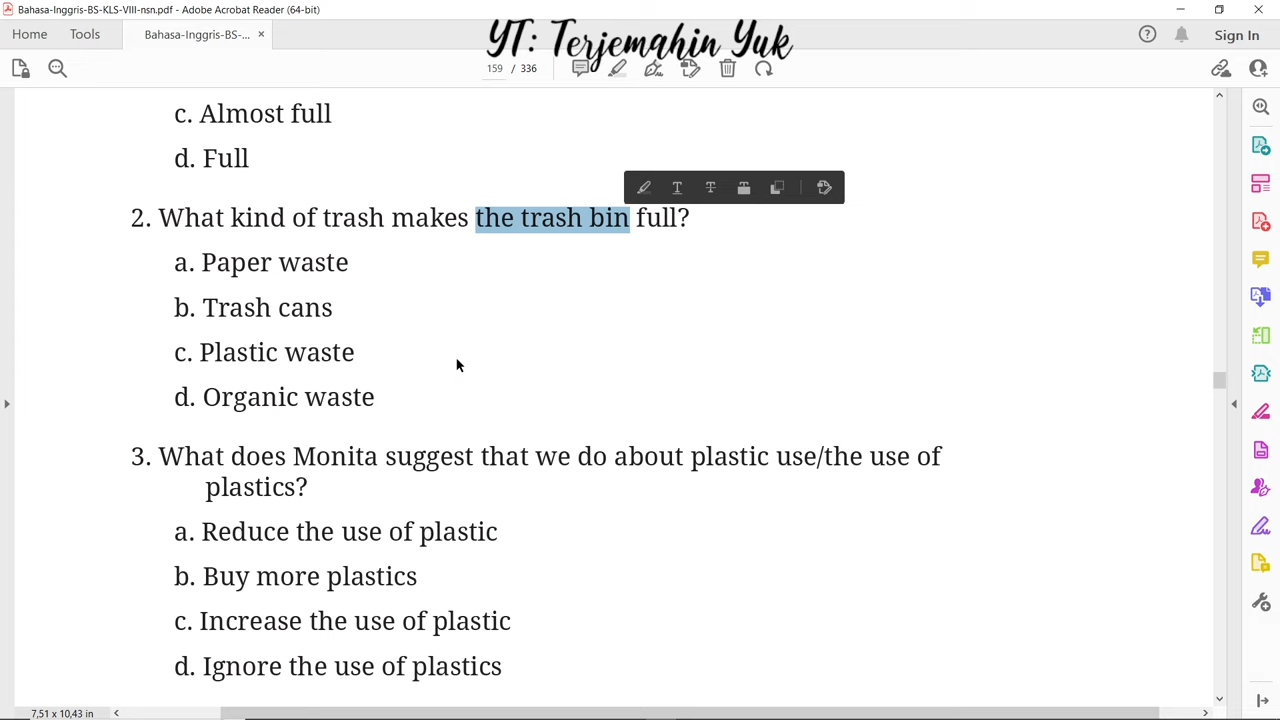 Bahasa-Inggris-BS-KLS-VIII-nsn.pdf - Adobe Acrobat Reader (64-bit)
Home Tools Bahasa-Inggris-BS-... × Sign In
YT: Terjemahin Yuk
159 / 336
c. Almost full
d. Full
2. What kind of trash makes the trash bin full?
a. Paper waste
b. Trash cans
c. Plastic waste
d. Organic waste
3. What does Monita suggest that we do about plastic use/the use of
plastics?
a. Reduce the use of plastic
b. Buy more plastics
c. Increase the use of plastic
d. Ignore the use of plastics
7,51 x 10,43 in